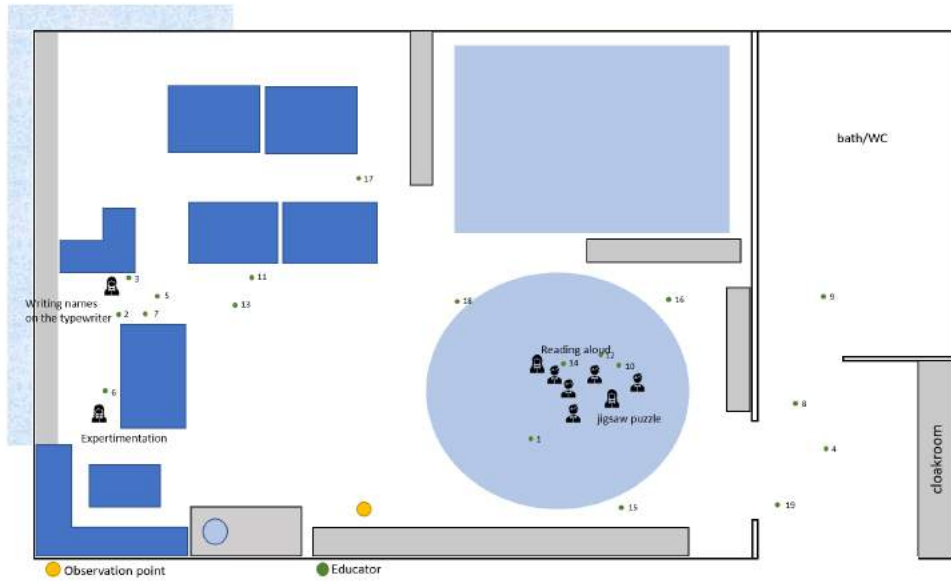 bath/WC
17
3
11
5
Writing names
on the typewriter
2
7
13
18
16
9
Reading aloud
12
14
10
6
8
jigsaw puzzle
Expertimentation
1
4
cloakroom
15
19
Observation point
Educator